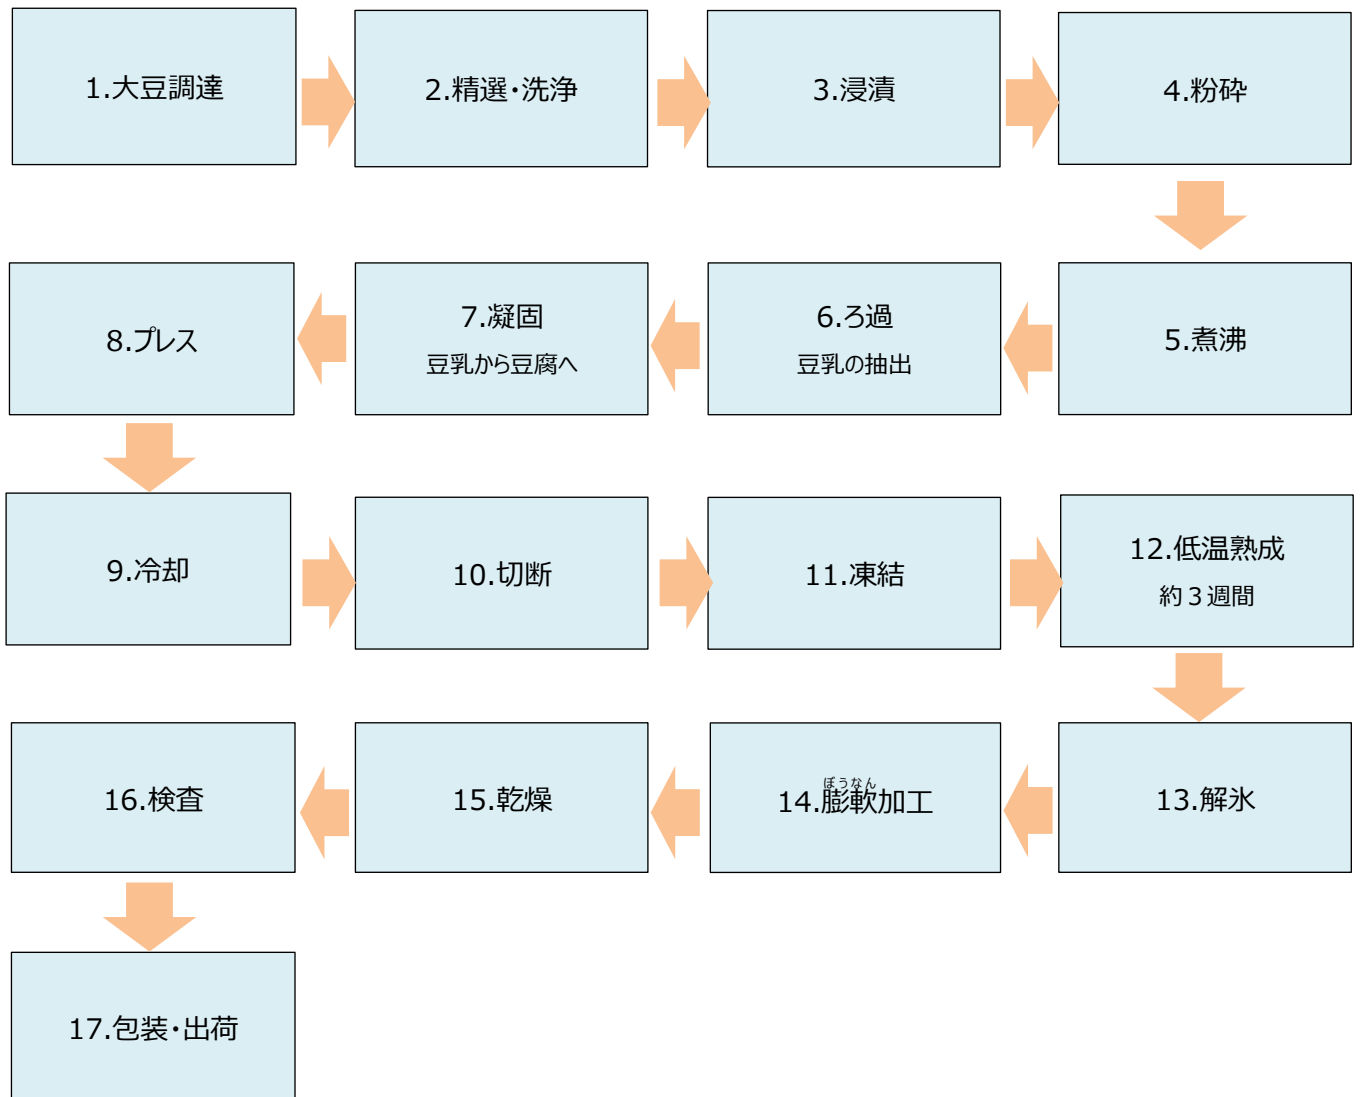 1.大豆調達
2.精選・洗浄
3.浸漬
4.粉砕
5.煮沸
6.ろ過
豆乳の抽出
7.凝固
豆乳から豆腐へ
8.プレス
9.冷却
10.切断
11.凍結
12.低温熟成
約３週間
13.解氷
ぼうなん
14.膨軟加工
15.乾燥
16.検査
17.包装・出荷